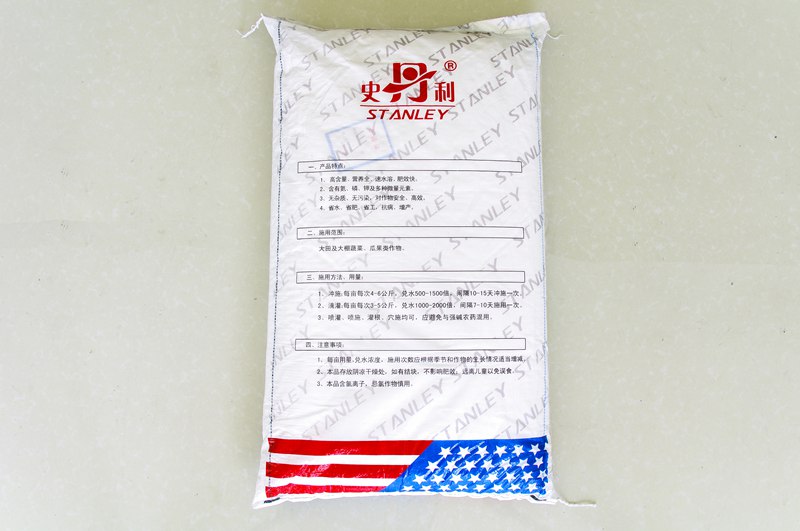 史丹利®
STANLEY
一、产品特点：
1、高含量、营养全、速水溶、肥效快。
2、含有氮、磷、钾及多种微量元素。
3、无杂质、无污染、对作物安全、高效。
4、省水、省肥、省工、抗病、增产。
二、施用范围：
大田及大棚蔬菜、瓜果类作物。
三、施用方法、用量：
1、冲施:每亩每次4-6公斤，兑水500-1500倍，间隔10-15天冲施一次。
2、滴灌:每亩每次3-5公斤，兑水1000-2000倍，间隔7-10天施用一次。
3、喷灌、喷施、灌根、穴施均可，应避免与强碱农药混用。
四、注意事项：
1、每亩用量，兑水浓度，施用次数应根据季节和作物的生长情况适当增减。
2、本品存放阴凉干燥处，如有结块，不影响肥效，远离儿童以免误食。
3、本品含氯离子，忌氯作物慎用。